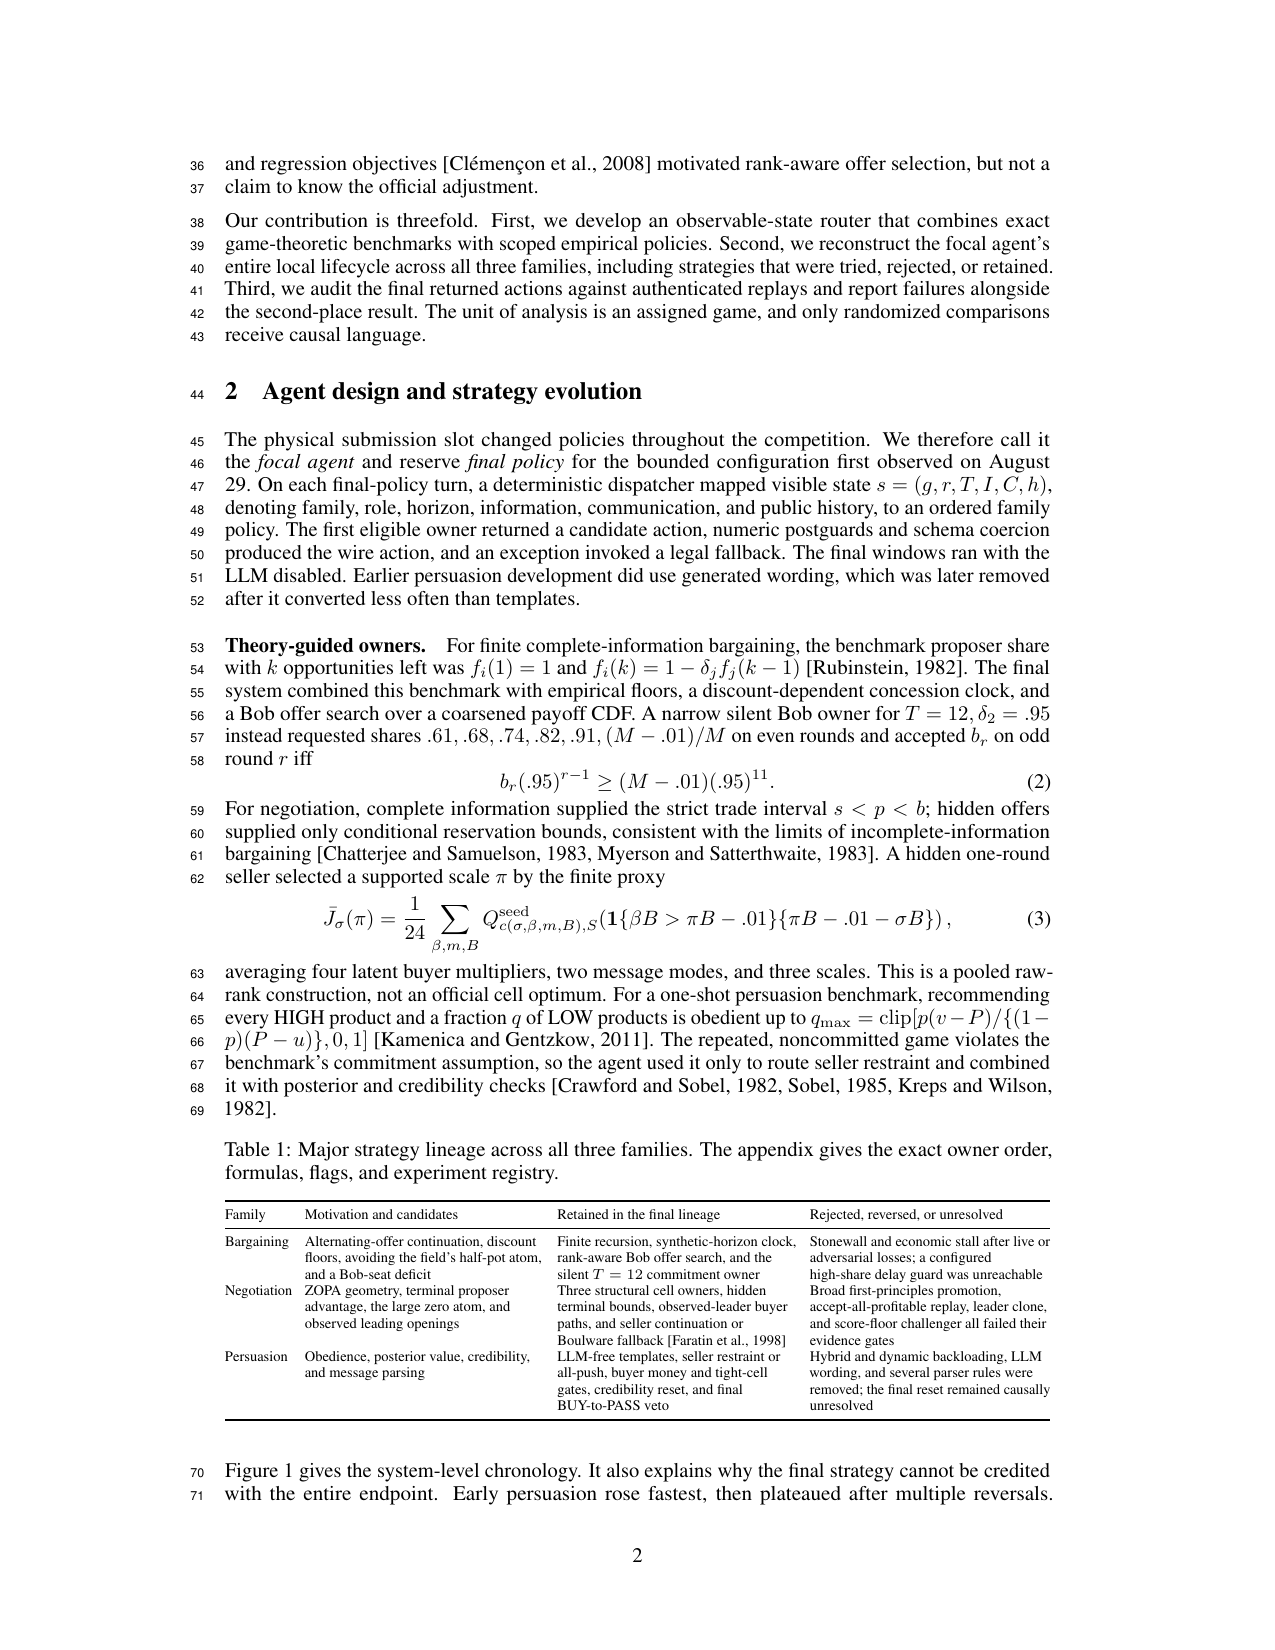 36 and regression objectives [Clémençon et al., 2008] motivated rank-aware offer selection, but not a
37 claim to know the official adjustment.
38 Our contribution is threefold. First, we develop an observable-state router that combines exact
39 game-theoretic benchmarks with scoped empirical policies. Second, we reconstruct the focal agent's
40 entire local lifecycle across all three families, including strategies that were tried, rejected, or retained.
41 Third, we audit the final returned actions against authenticated replays and report failures alongside
42 the second-place result. The unit of analysis is an assigned game, and only randomized comparisons
43 receive causal language.
44 2 Agent design and strategy evolution
45 The physical submission slot changed policies throughout the competition. We therefore call it
46 the focal agent and reserve final policy for the bounded configuration first observed on August
47 29. On each final-policy turn, a deterministic dispatcher mapped visible state s = (g, r, T, I, C, h),
48 denoting family, role, horizon, information, communication, and public history, to an ordered family
49 policy. The first eligible owner returned a candidate action, numeric postguards and schema coercion
50 produced the wire action, and an exception invoked a legal fallback. The final windows ran with the
51 LLM disabled. Earlier persuasion development did use generated wording, which was later removed
52 after it converted less often than templates.
53 Theory-guided owners. For finite complete-information bargaining, the benchmark proposer share
54 with k opportunities left was f_i(1) = 1 and f_i(k) = 1 − δ_j f_j(k − 1) [Rubinstein, 1982]. The final
55 system combined this benchmark with empirical floors, a discount-dependent concession clock, and
56 a Bob offer search over a coarsened payoff CDF. A narrow silent Bob owner for T = 12, δ_2 = .95
57 instead requested shares .61, .68, .74, .82, .91, (M − .01)/M on even rounds and accepted b_r on odd
58 round r iff
b_r(.95)^{r−1} ≥ (M − .01)(.95)^{11}. (2)
59 For negotiation, complete information supplied the strict trade interval s < p < b; hidden offers
60 supplied only conditional reservation bounds, consistent with the limits of incomplete-information
61 bargaining [Chatterjee and Samuelson, 1983, Myerson and Satterthwaite, 1983]. A hidden one-round
62 seller selected a supported scale π by the finite proxy
J̄_σ(π) = 1/24 ∑_{β,m,B} Q^{seed}_{c(σ,β,m,B),S}(1{βB > πB − .01}{πB − .01 − σB}) , (3)
63 averaging four latent buyer multipliers, two message modes, and three scales. This is a pooled raw-
64 rank construction, not an official cell optimum. For a one-shot persuasion benchmark, recommending
65 every HIGH product and a fraction q of LOW products is obedient up to q_max = clip[p(v − P)/{(1 −
66 p)(P − u)}, 0, 1] [Kamenica and Gentzkow, 2011]. The repeated, noncommitted game violates the
67 benchmark's commitment assumption, so the agent used it only to route seller restraint and combined
68 it with posterior and credibility checks [Crawford and Sobel, 1982, Sobel, 1985, Kreps and Wilson,
69 1982].
Table 1: Major strategy lineage across all three families. The appendix gives the exact owner order,
formulas, flags, and experiment registry.
Family Motivation and candidates Retained in the final lineage Rejected, reversed, or unresolved
Bargaining Alternating-offer continuation, discount Finite recursion, synthetic-horizon clock, Stonewall and economic stall after live or
floors, avoiding the field's half-pot atom, rank-aware Bob offer search, and the adversarial losses; a configured
and a Bob-seat deficit silent T = 12 commitment owner high-share delay guard was unreachable
Negotiation ZOPA geometry, terminal proposer Three structural cell owners, hidden Broad first-principles promotion,
advantage, the large zero atom, and terminal bounds, observed-leader buyer accept-all-profitable replay, leader clone,
observed leading openings paths, and seller continuation or and score-floor challenger all failed their
Boulware fallback [Faratin et al., 1998] evidence gates
Persuasion Obedience, posterior value, credibility, LLM-free templates, seller restraint or Hybrid and dynamic backloading, LLM
and message parsing all-push, buyer money and tight-cell wording, and several parser rules were
gates, credibility reset, and final removed; the final reset remained causally
BUY-to-PASS veto unresolved
70 Figure 1 gives the system-level chronology. It also explains why the final strategy cannot be credited
71 with the entire endpoint. Early persuasion rose fastest, then plateaued after multiple reversals.
2